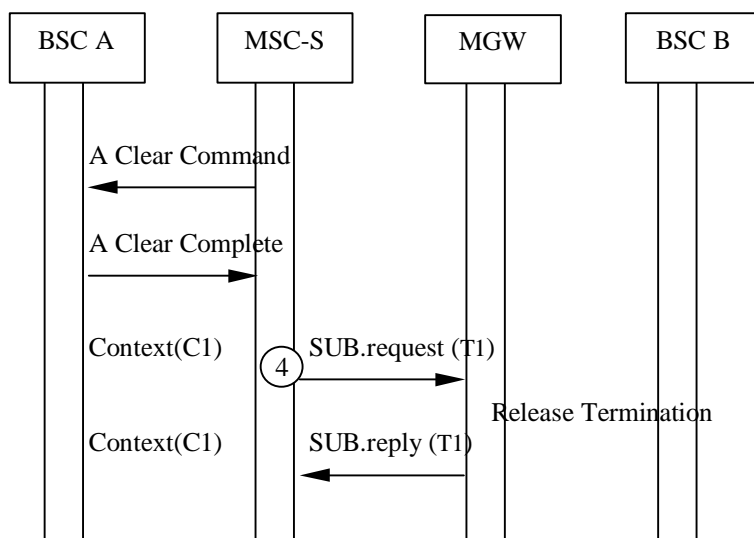 BSC A MSC-S MGW BSC B
A Clear Command
A Clear Complete
Context(C1) SUB.request (T1)
4
Release Termination
Context(C1) SUB.reply (T1)